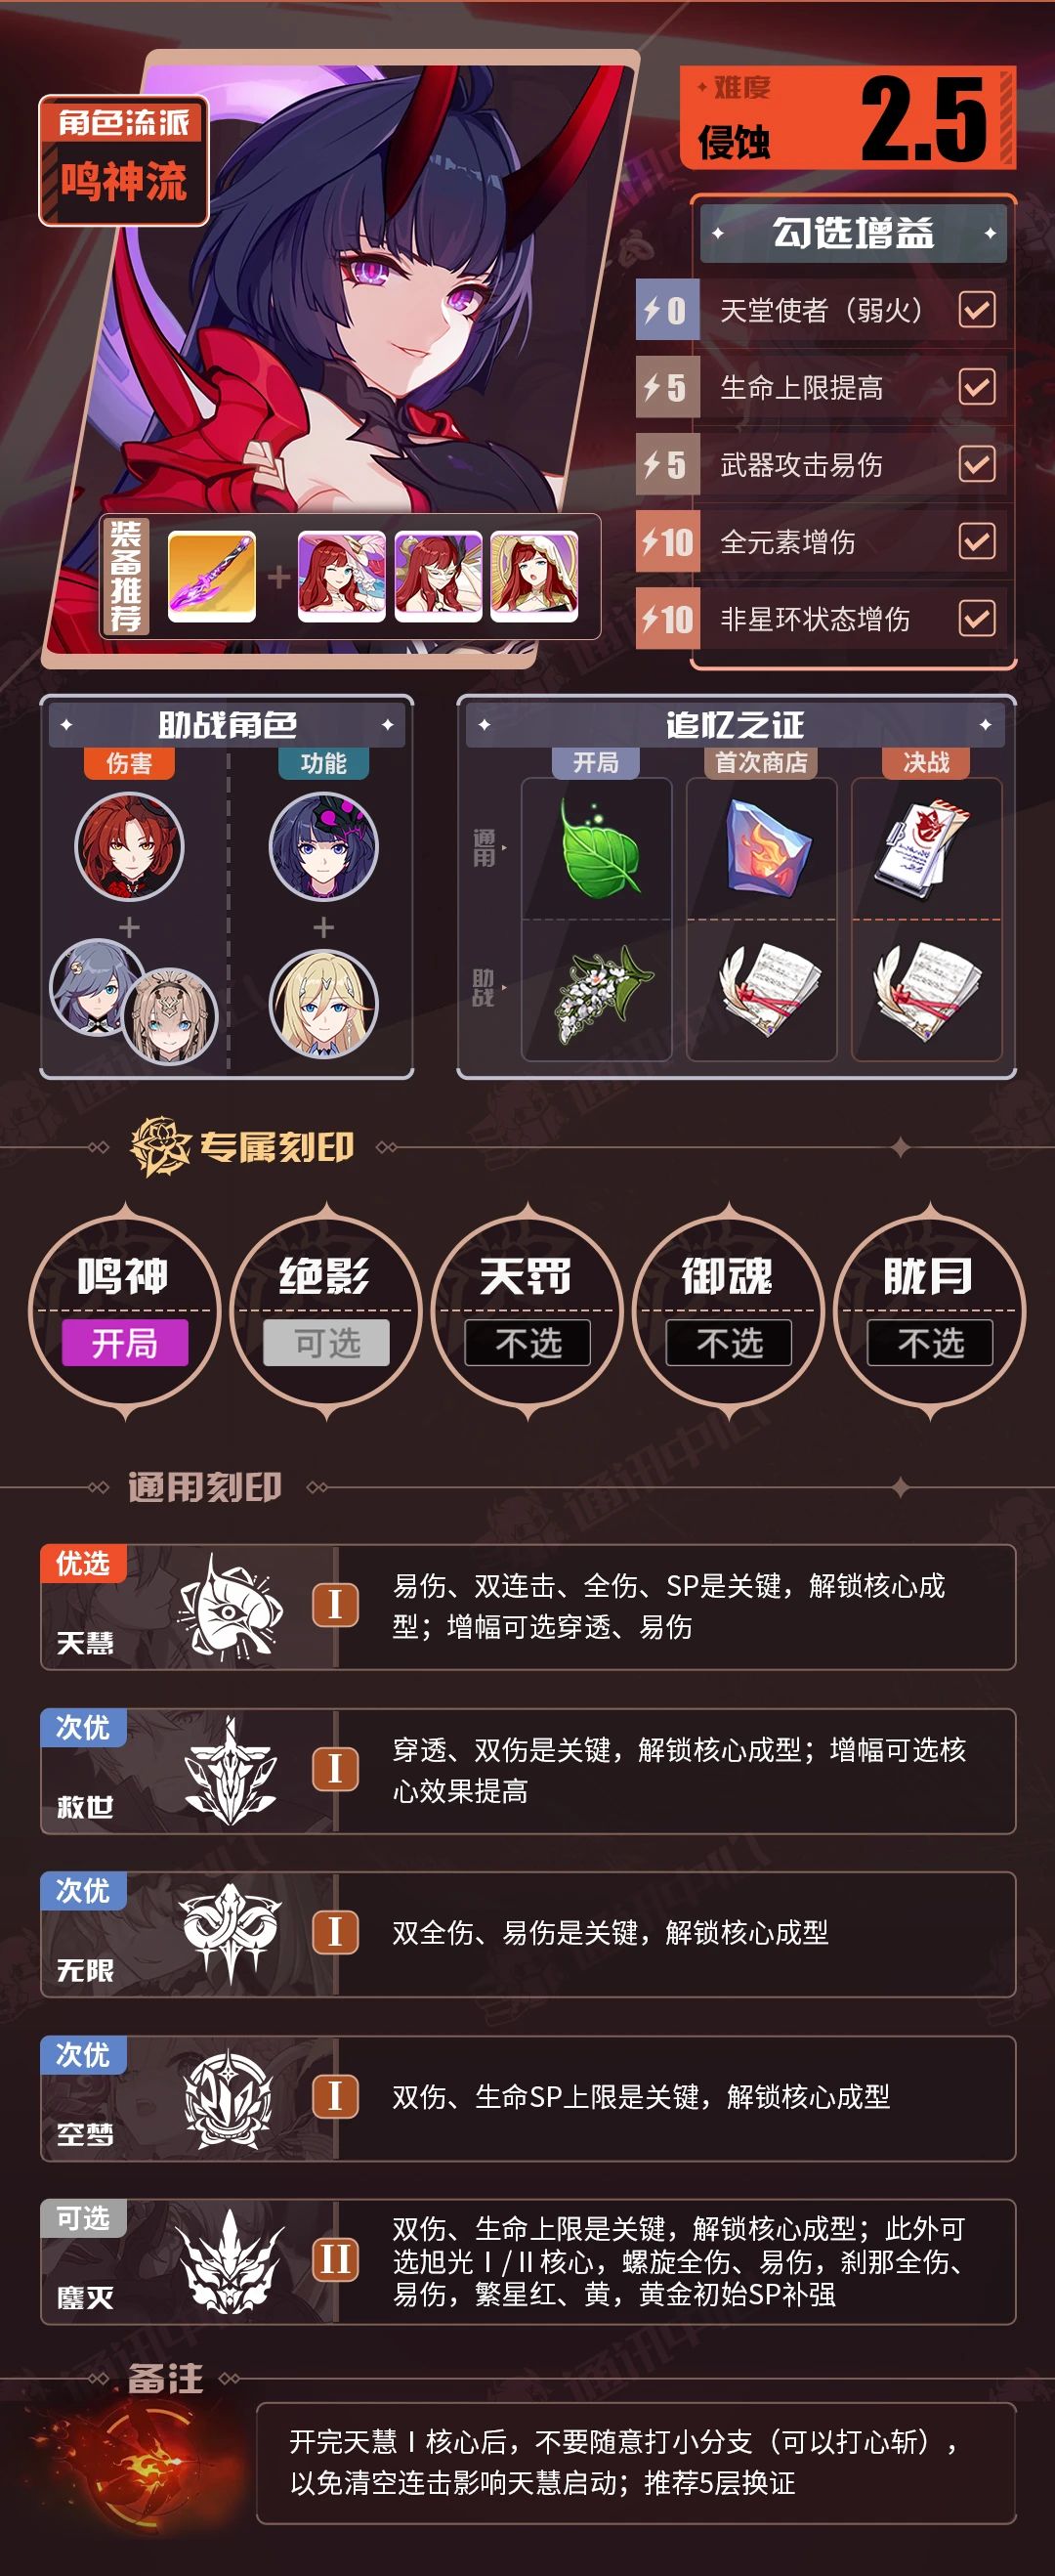 角色流派
鸣神流
难度
侵蚀
2.5
勾选增益
0 天堂使者（弱火）
5 生命上限提高
5 武器攻击易伤
10 全元素增伤
10 非星环状态增伤
装备推荐
助战角色
伤害
功能
追忆之证
开局
首次商店
决战
通用
助战
专属刻印
鸣神
开局
绝影
可选
天罚
不选
御魂
不选
胧月
不选
通用刻印
优选
天慧
I
易伤、双连击、全伤、SP是关键，解锁核心成
型；增幅可选穿透、易伤
次优
救世
I
穿透、双伤是关键，解锁核心成型；增幅可选核
心效果提高
次优
无限
I
双全伤、易伤是关键，解锁核心成型
次优
空梦
I
双伤、生命SP上限是关键，解锁核心成型
可选
鏖灭
II
双伤、生命上限是关键，解锁核心成型；此外可
选旭光Ⅰ/Ⅱ核心，螺旋全伤、易伤，刹那全伤、
易伤，繁星红、黄，黄金初始SP补强
备注
开完天慧Ⅰ核心后，不要随意打小分支（可以打心斩），
以免清空连击影响天慧启动；推荐5层换证